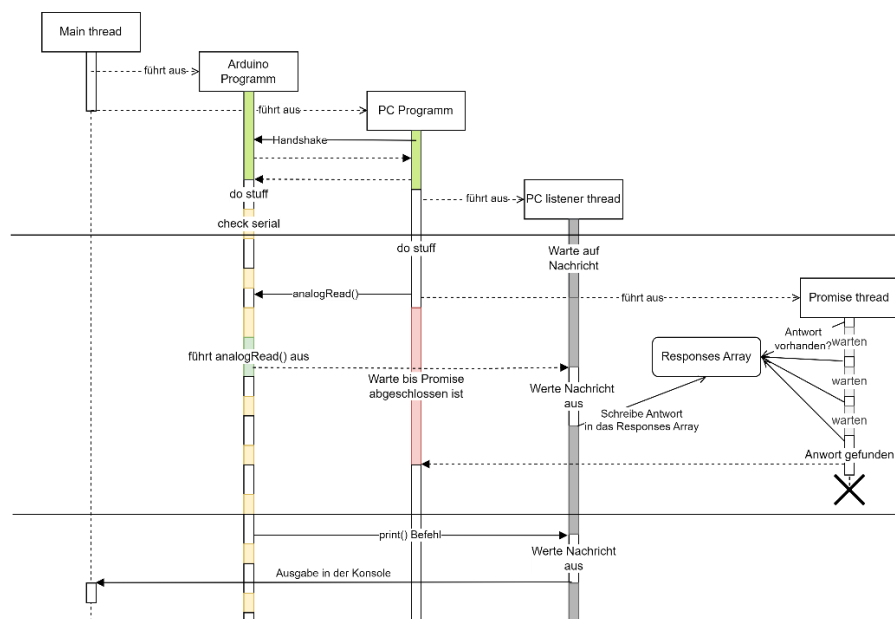 Main thread
führt aus
Arduino
Programm
führt aus
PC Programm
Handshake
do stuff
führt aus
PC listener thread
check serial
do stuff
Warte auf
Nachricht
analogRead()
führt aus
Promise thread
Antwort
vorhanden?
warten
führt analogRead() aus
Responses Array
Warte bis Promise
abgeschlossen ist
warten
Werte Nachricht
aus
Schreibe Antwort
in das Responses Array
warten
Anwort gefunden
print() Befehl
Werte Nachricht
aus
Ausgabe in der Konsole